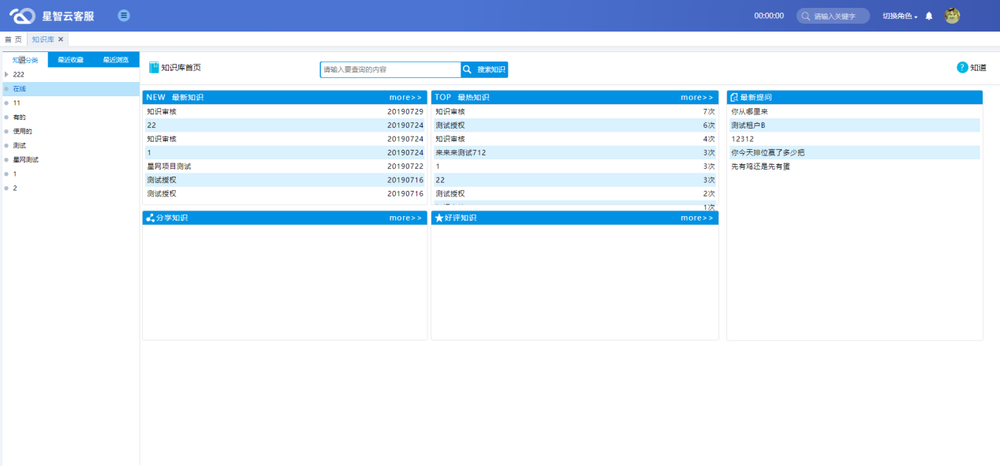 星智云客服
00:00:00
请输入关键字
切换角色
首 页
知识库 ×
知识分类
最近收藏
最近浏览
222
在线
11
有的
使用的
测试
星网测试
1
2
知识库首页
请输入要查询的内容
搜索知识
? 知道
NEW 最新知识 more>>
知识审核 20190729
22 20190724
知识审核 20190724
1 20190724
星网项目测试 20190722
测试授权 20190716
测试授权 20190716
TOP 最热知识 more>>
知识审核 7次
测试授权 6次
知识审核 4次
来来来测试712 3次
1 3次
22 3次
测试授权 2次
1次
最新提问
你从哪里来
测试租户B
12312
你今天排位赢了多少把
先有鸡还是先有蛋
分享知识 more>>
好评知识 more>>